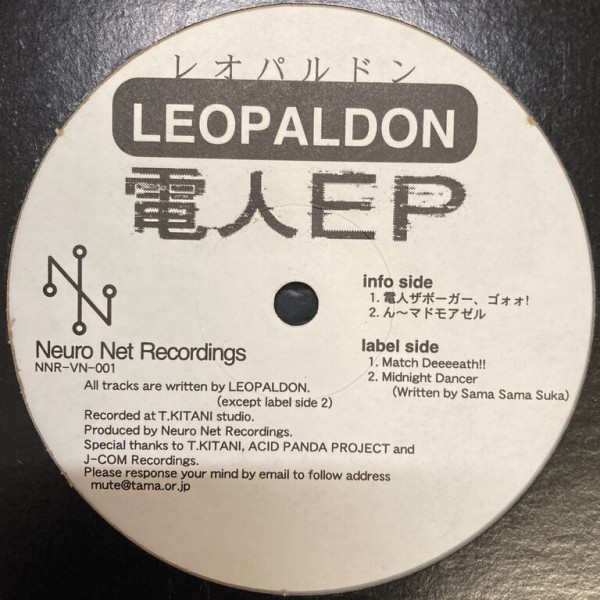 レオパルドン
LEOPALDON
電人EP
info side
1. 電人ザボーガー、ゴォォ!
2. ん〜マドモアゼル
label side
1. Match Deeeeath!!
2. Midnight Dancer
(Written by Sama Sama Suka)
Neuro Net Recordings
NNR-VN-001
All tracks are written by LEOPALDON.
(except label side 2)
Recorded at T.KITANI studio.
Produced by Neuro Net Recordings.
Special thanks to T.KITANI, ACID PANDA PROJECT and
J-COM Recordings.
Please response your mind by email to follow address
mute@tama.or.jp